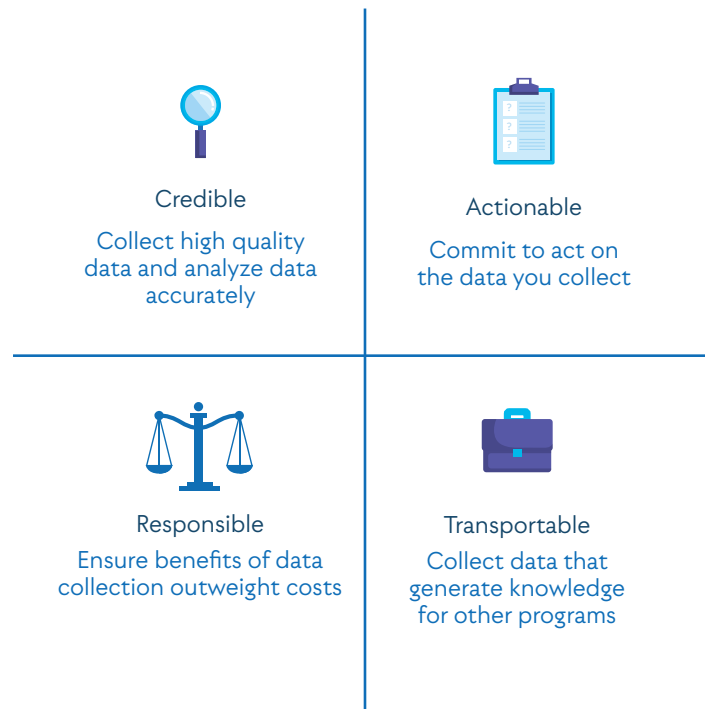 Credible
Collect high quality
data and analyze data
accurately
Actionable
Commit to act on
the data you collect
? 
?
?
Responsible
Ensure benefits of data
collection outweight costs
Transportable
Collect data that
generate knowledge
for other programs